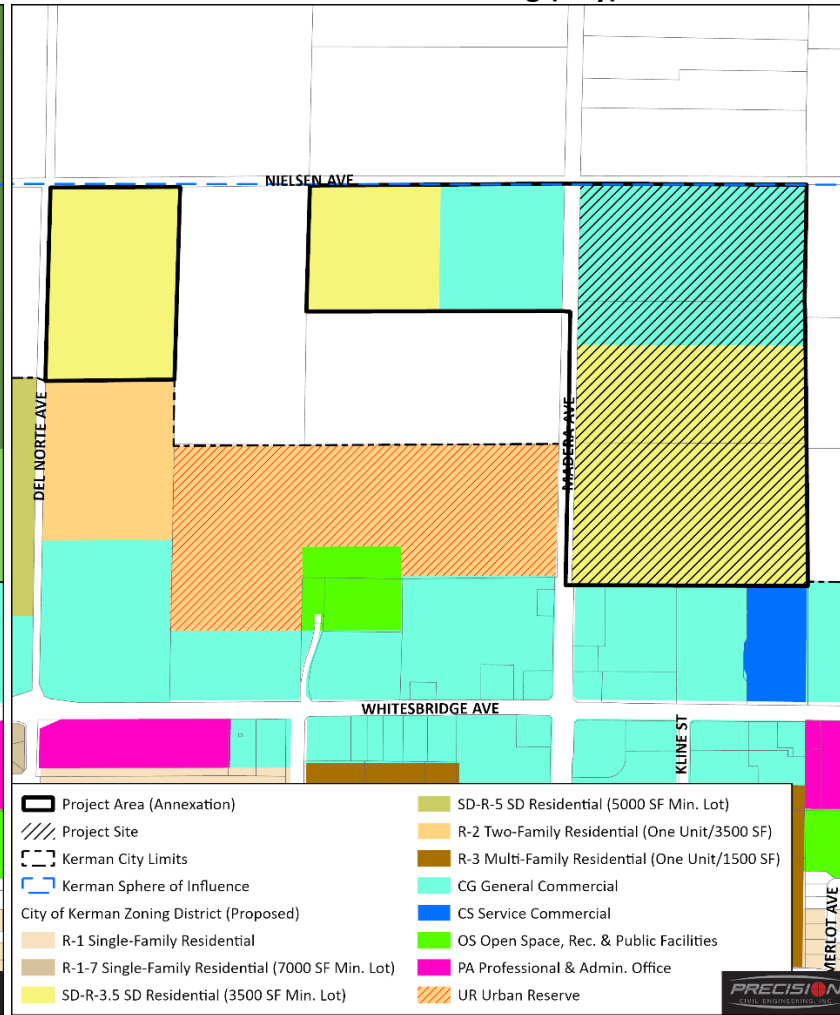 NIELSEN AVE
DEL NORTE AVE
MADERA AVE
WHITESBRIDGE AVE
KLINE ST
MERLOT AVE
Project Area (Annexation)
Project Site
Kerman City Limits
Kerman Sphere of Influence
City of Kerman Zoning District (Proposed)
R-1 Single-Family Residential
R-1-7 Single-Family Residential (7000 SF Min. Lot)
SD-R-3.5 SD Residential (3500 SF Min. Lot)
SD-R-5 SD Residential (5000 SF Min. Lot)
R-2 Two-Family Residential (One Unit/3500 SF)
R-3 Multi-Family Residential (One Unit/1500 SF)
CG General Commercial
CS Service Commercial
OS Open Space, Rec. & Public Facilities
PA Professional & Admin. Office
UR Urban Reserve
PRECISION
CIVIL ENGINEERING, INC.